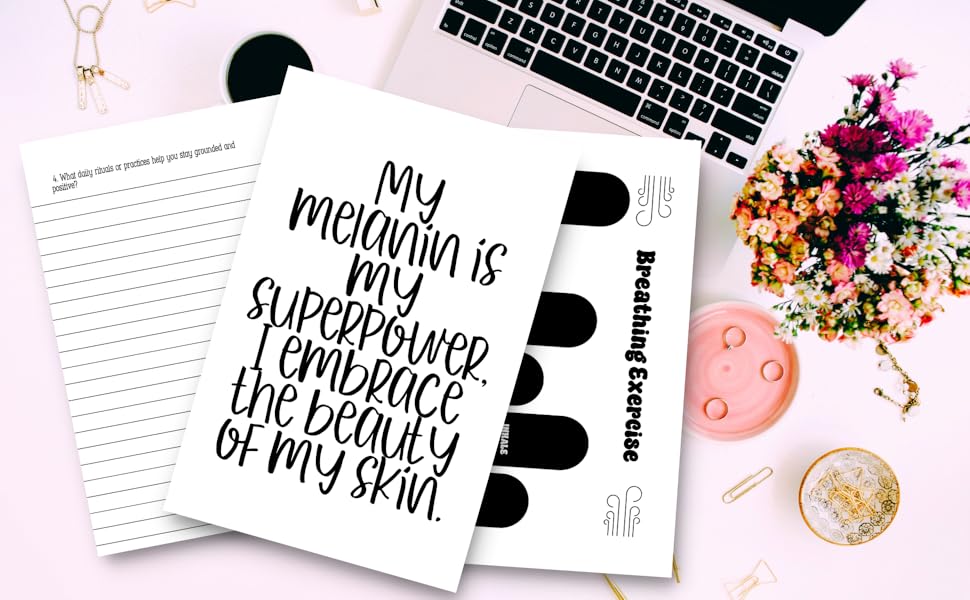 4. What daily rituals or practices help you stay grounded and
positive?
My
melanin is
my
superpower,
I embrace
the beauty
of my skin.
Breathing Exercise
INHALE